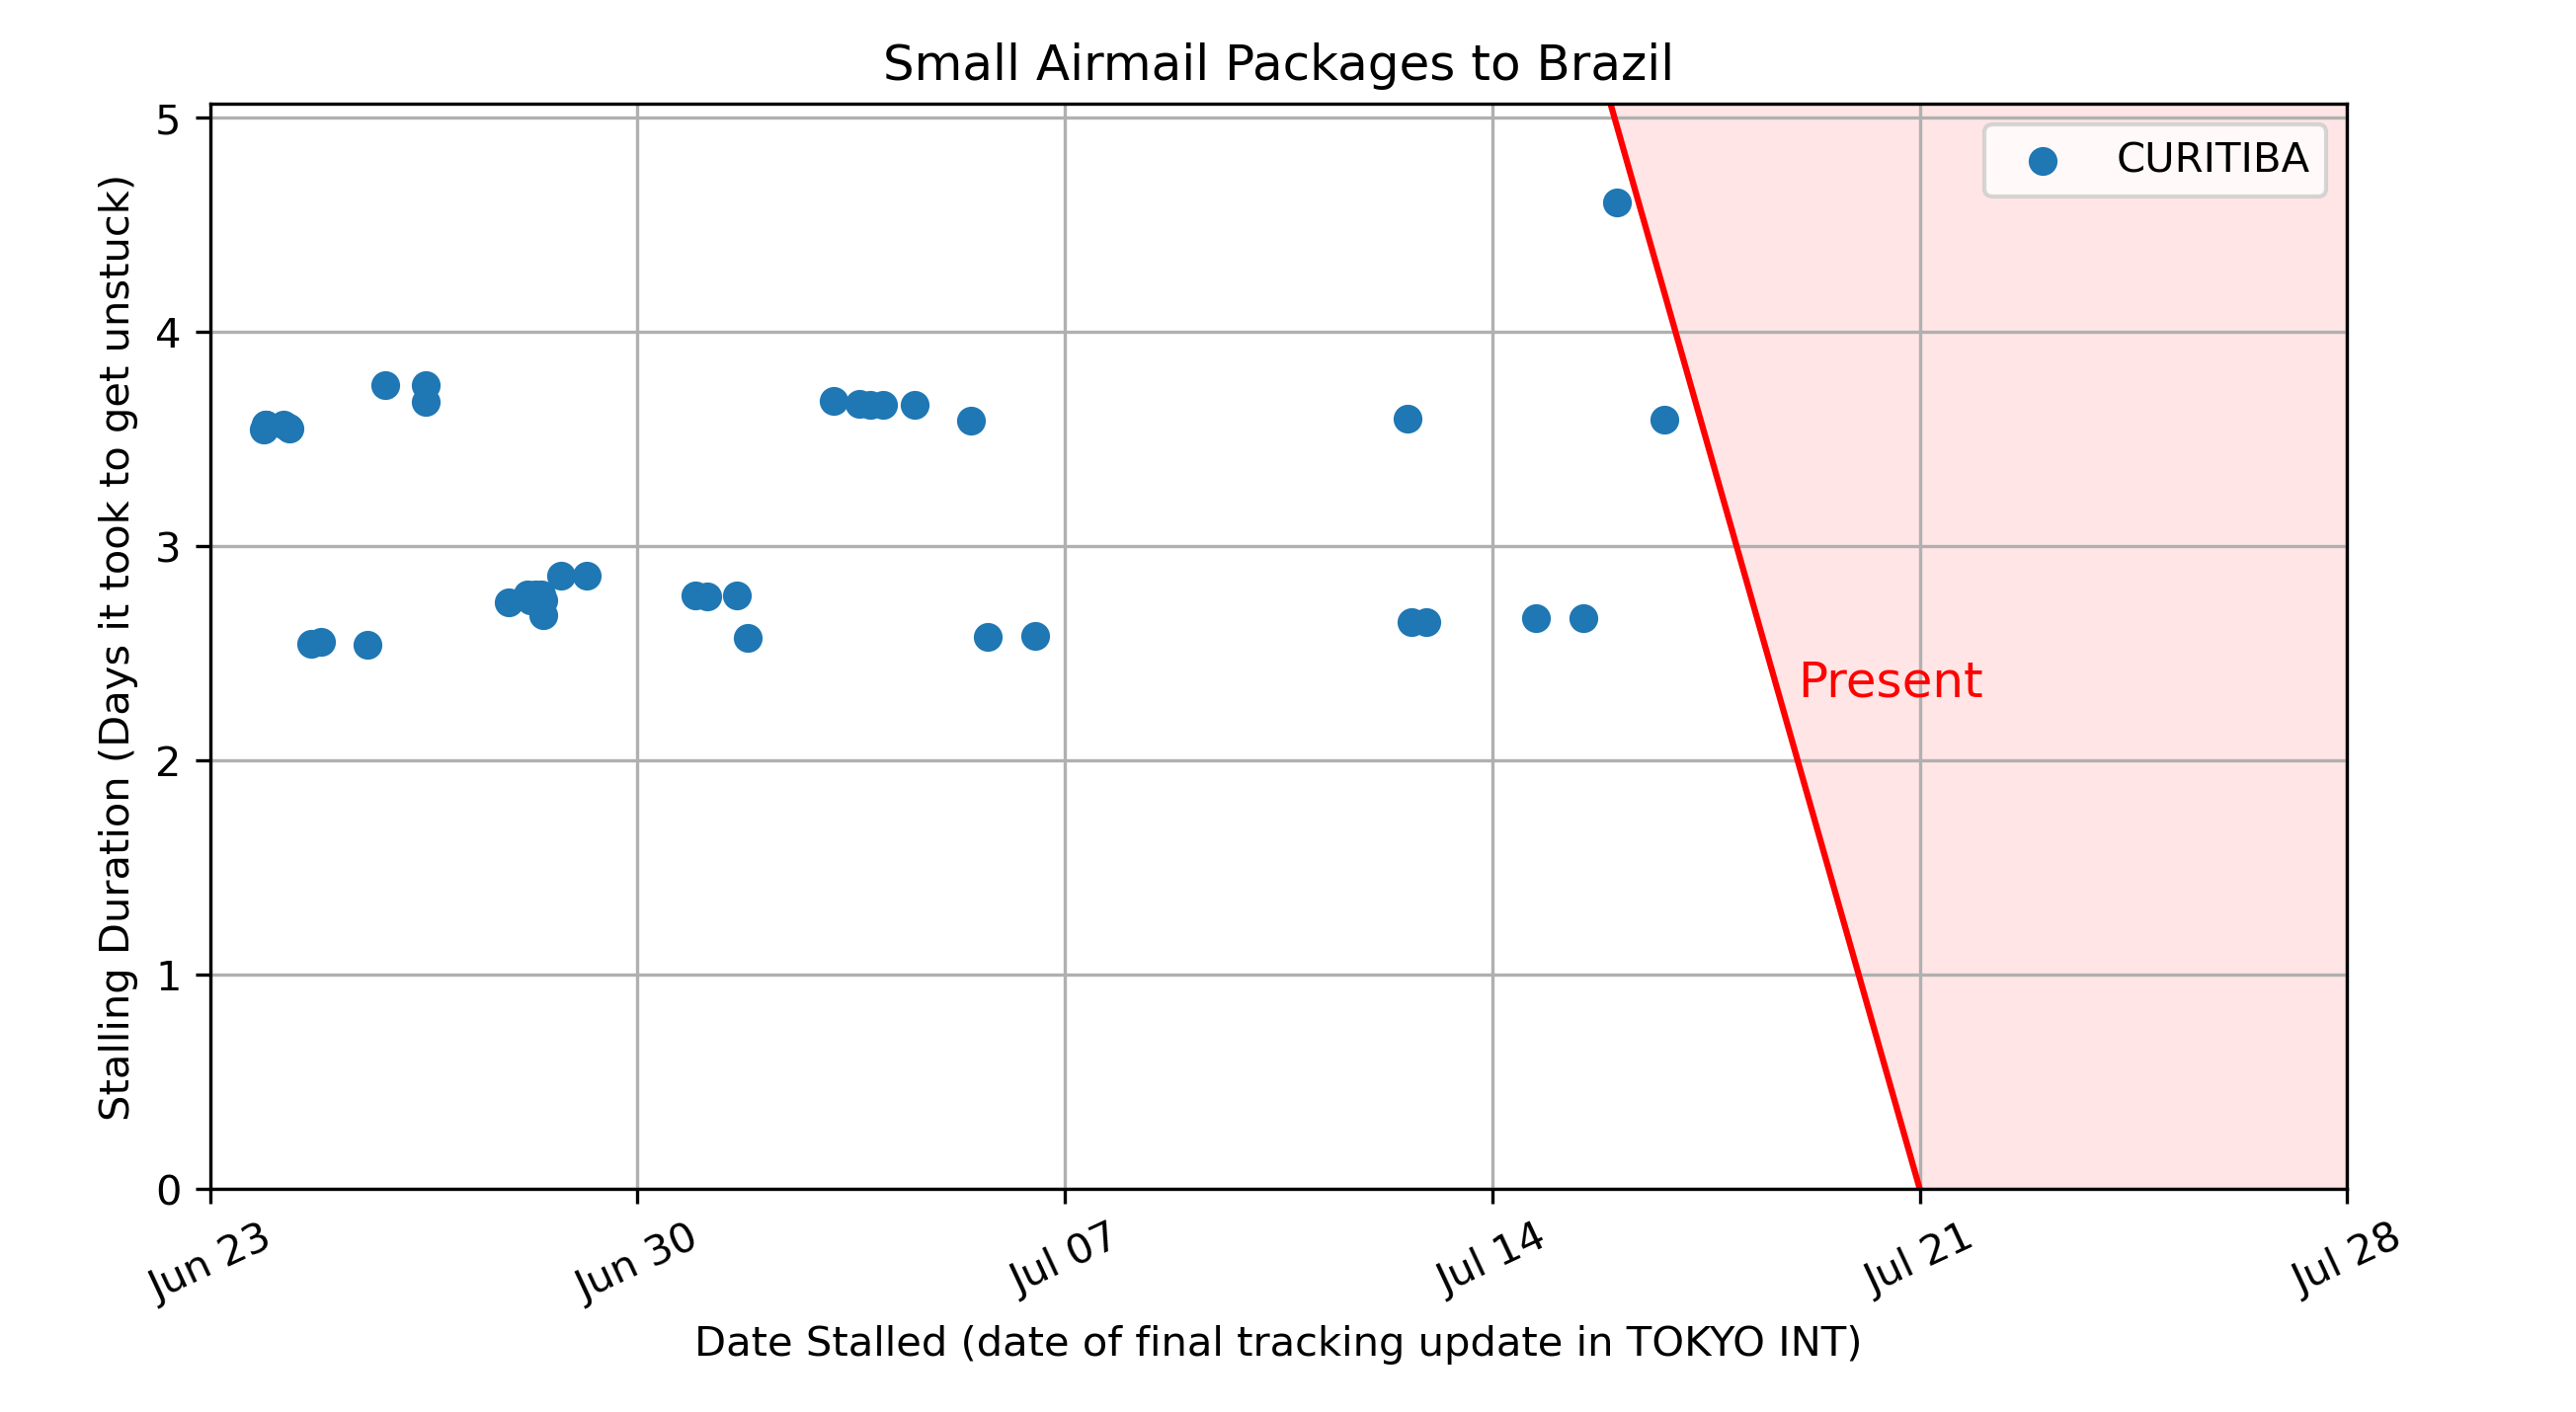 Small Airmail Packages to Brazil
Stalling Duration (Days it took to get unstuck)
5
4
3
2
1
0
CURITIBA
Present
Jun 23
Jun 30
Jul 07
Jul 14
Jul 21
Jul 28
Date Stalled (date of final tracking update in TOKYO INT)